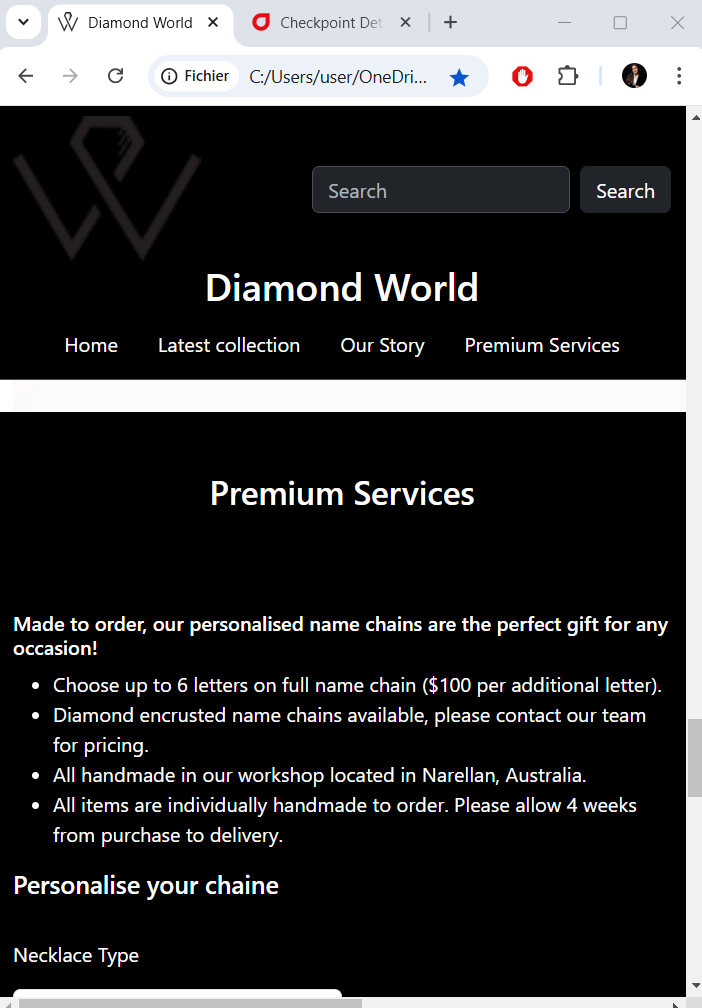 Diamond World
Checkpoint Det
Fichier
C:/Users/user/OneDri...
Search
Search
Diamond World
Home Latest collection Our Story Premium Services
Premium Services
Made to order, our personalised name chains are the perfect gift for any
occasion!
Choose up to 6 letters on full name chain ($100 per additional letter).
Diamond encrusted name chains available, please contact our team
for pricing.
All handmade in our workshop located in Narellan, Australia.
All items are individually handmade to order. Please allow 4 weeks
from purchase to delivery.
Personalise your chaine
Necklace Type